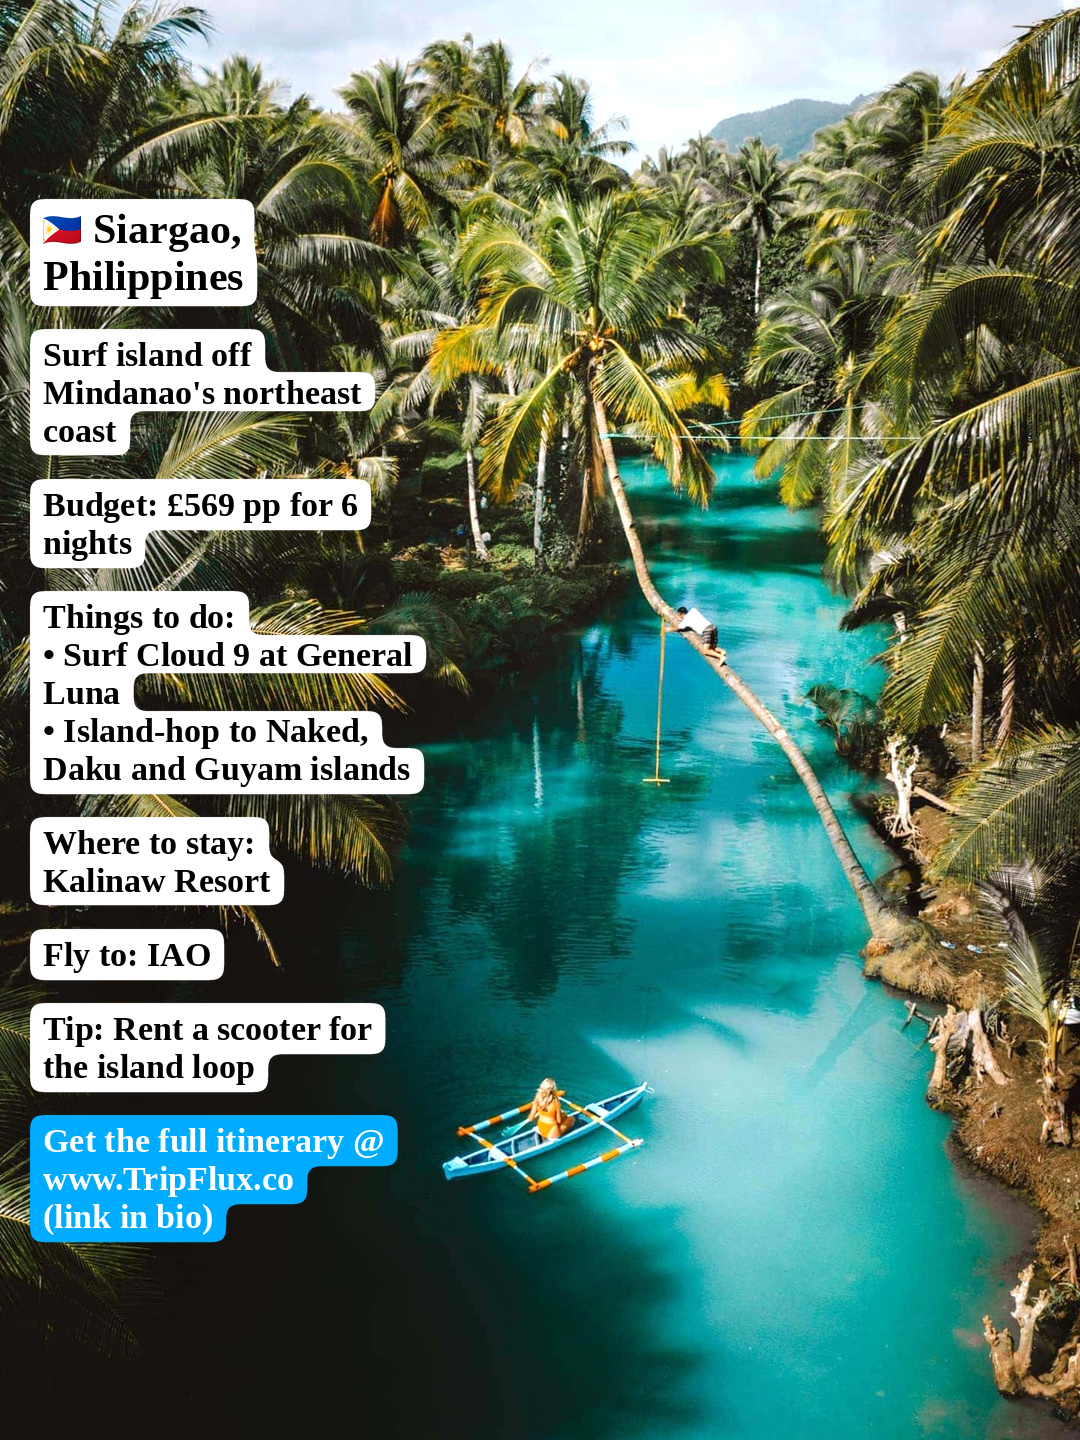 🇵🇭 Siargao,
Philippines
Surf island off
Mindanao's northeast
coast
Budget: £569 pp for 6
nights
Things to do:
• Surf Cloud 9 at General
Luna
• Island-hop to Naked,
Daku and Guyam islands
Where to stay:
Kalinaw Resort
Fly to: IAO
Tip: Rent a scooter for
the island loop
Get the full itinerary @
www.TripFlux.co
(link in bio)